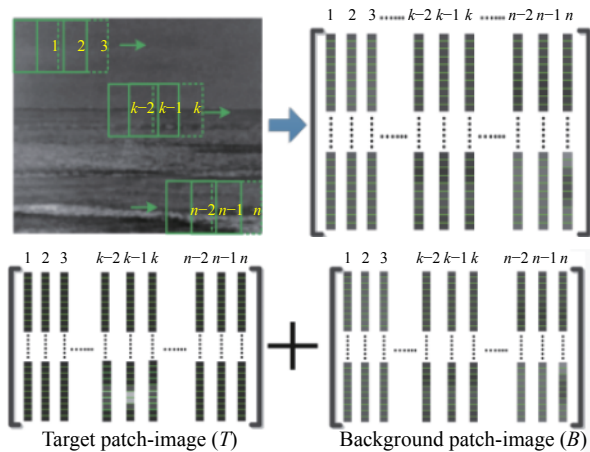 1 2 3 k−2 k−1 k n−2 n−1 n
1 2 3
k−2 k−1 k
n−2 n−1 n
1 2 3 k−2 k−1 k n−2 n−1 n
1 2 3 k−2 k−1 k n−2 n−1 n
Target patch-image (T)
Background patch-image (B)